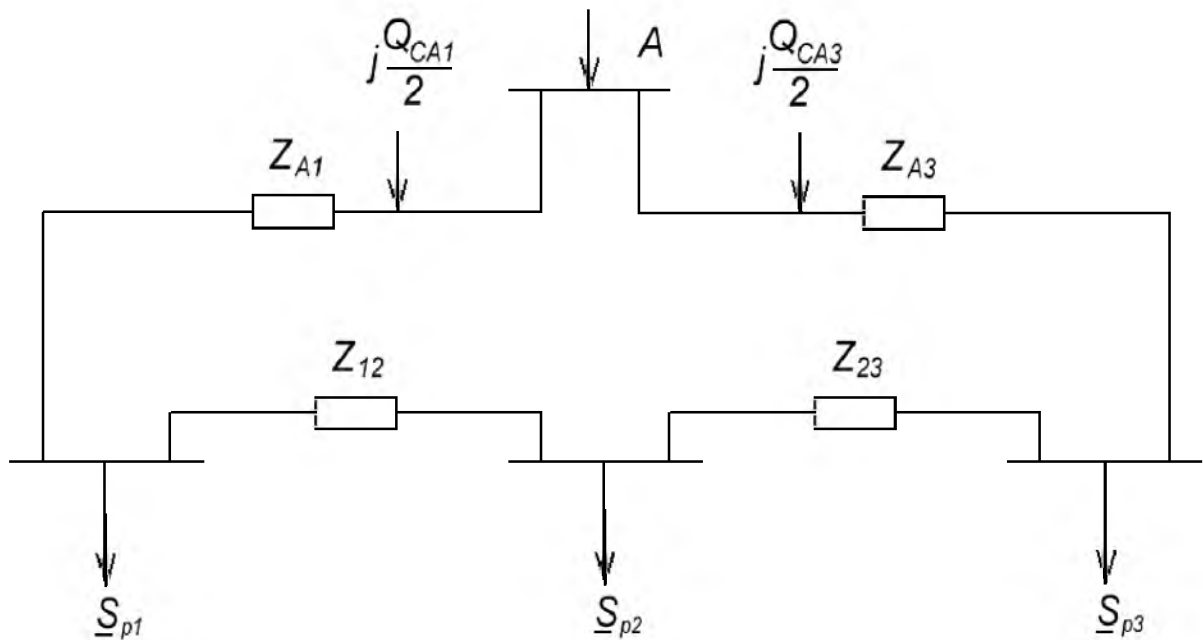 j Q_CA1/2
A
j Q_CA3/2
Z_A1
Z_A3
Z_12
Z_23
S_p1
S_p2
S_p3